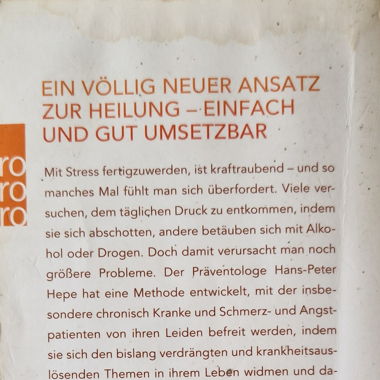 EIN VÖLLIG NEUER ANSATZ
ZUR HEILUNG – EINFACH
UND GUT UMSETZBAR
ro
ro
ro
Mit Stress fertigzuwerden, ist kraftraubend – und so
manches Mal fühlt man sich überfordert. Viele ver-
suchen, dem täglichen Druck zu entkommen, indem
sie sich abschotten, andere betäuben sich mit Alko-
hol oder Drogen. Doch damit verursacht man noch
größere Probleme. Der Präventologe Hans-Peter
Hepe hat eine Methode entwickelt, mit der insbe-
sondere chronisch Kranke und Schmerz- und Angst-
patienten von ihren Leiden befreit werden, indem
sie sich den bislang verdrängten und krankheitsaus-
lösenden Themen in ihrem Leben widmen und da-